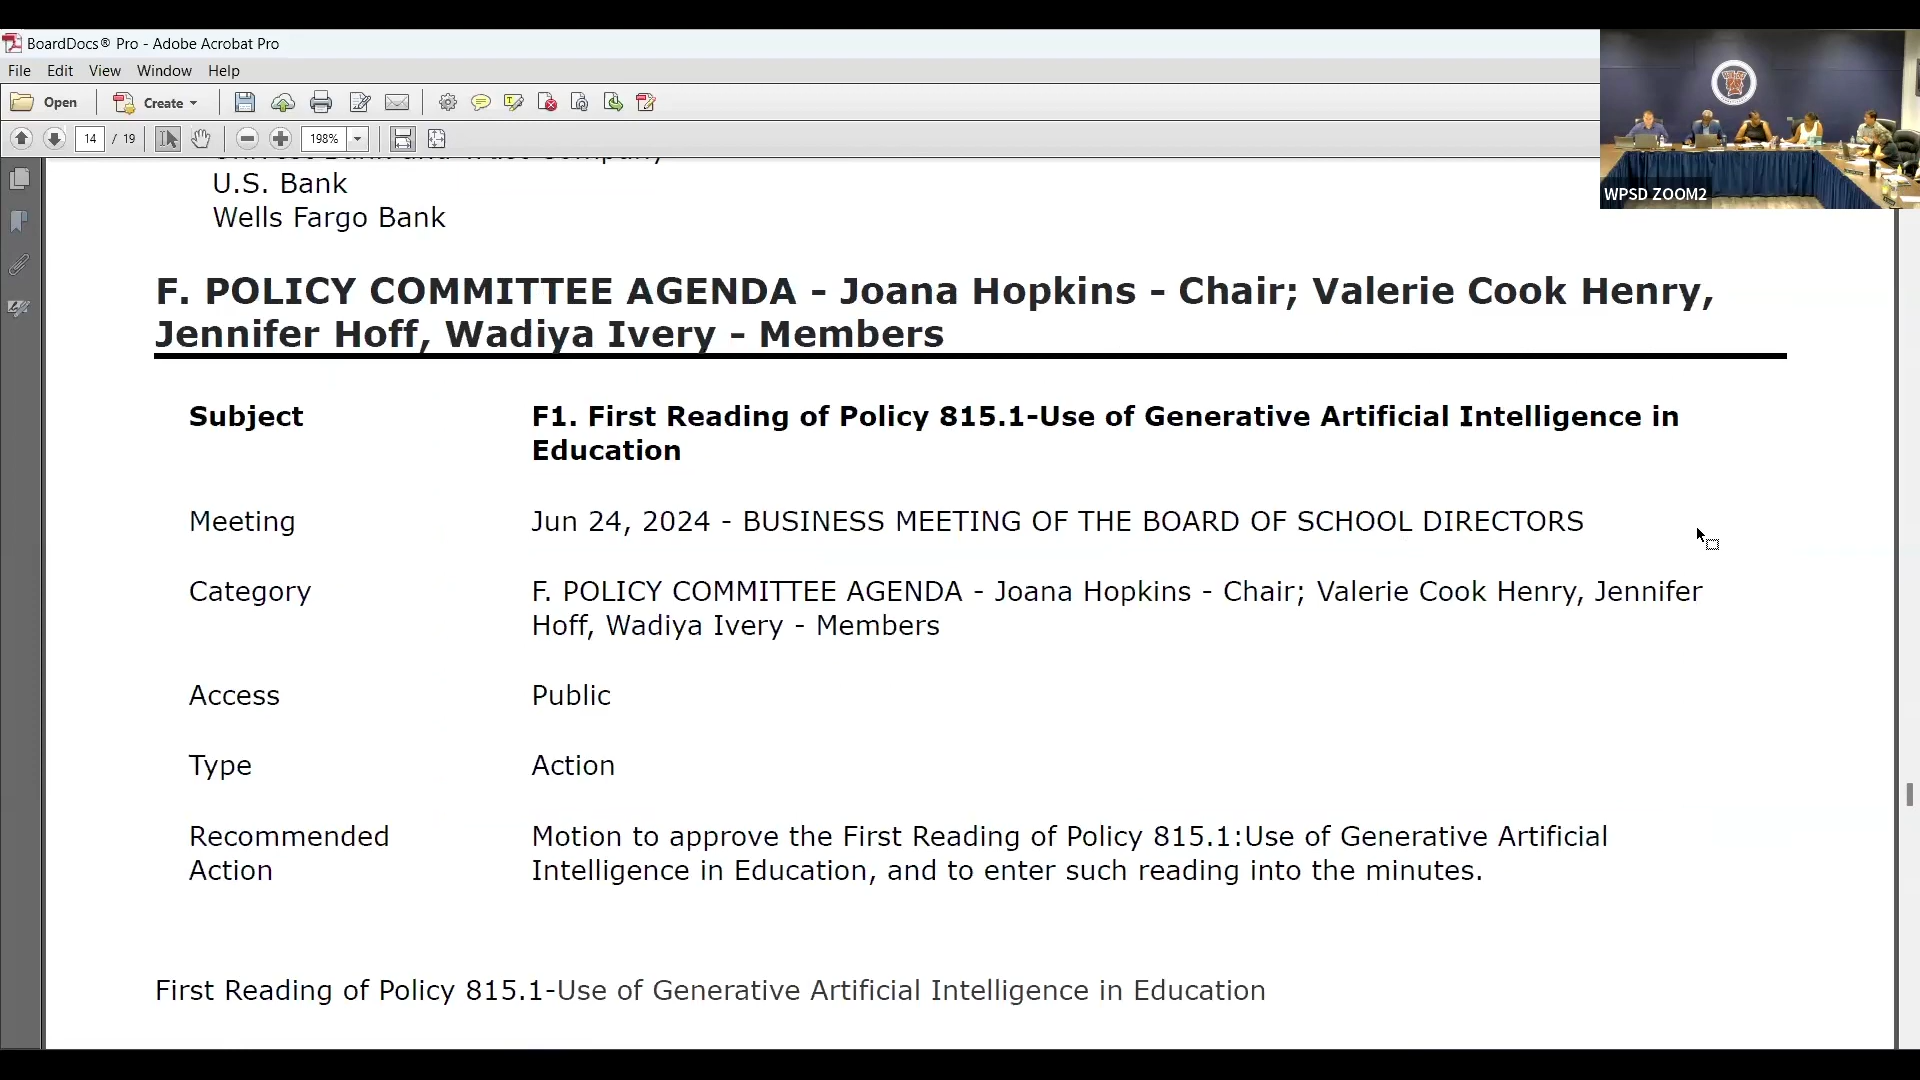 BoardDocs® Pro - Adobe Acrobat Pro
File Edit View Window Help
Open Create
14 / 19 198%
U.S. Bank
Wells Fargo Bank
WPSD ZOOM2
F. POLICY COMMITTEE AGENDA - Joana Hopkins - Chair; Valerie Cook Henry,
Jennifer Hoff, Wadiya Ivery - Members
Subject F1. First Reading of Policy 815.1-Use of Generative Artificial Intelligence in
Education
Meeting Jun 24, 2024 - BUSINESS MEETING OF THE BOARD OF SCHOOL DIRECTORS
Category F. POLICY COMMITTEE AGENDA - Joana Hopkins - Chair; Valerie Cook Henry, Jennifer
Hoff, Wadiya Ivery - Members
Access Public
Type Action
Recommended Motion to approve the First Reading of Policy 815.1:Use of Generative Artificial
Action Intelligence in Education, and to enter such reading into the minutes.
First Reading of Policy 815.1-Use of Generative Artificial Intelligence in Education